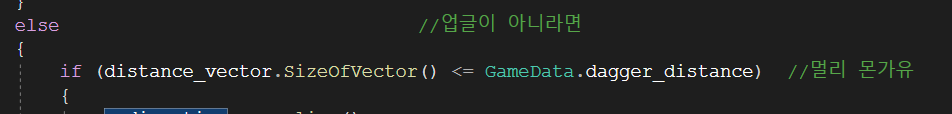 }
else //업글이 아니라면
{
if (distance_vector.SizeOfVector() <= GameData.dagger_distance) //멀리 몬가유
{